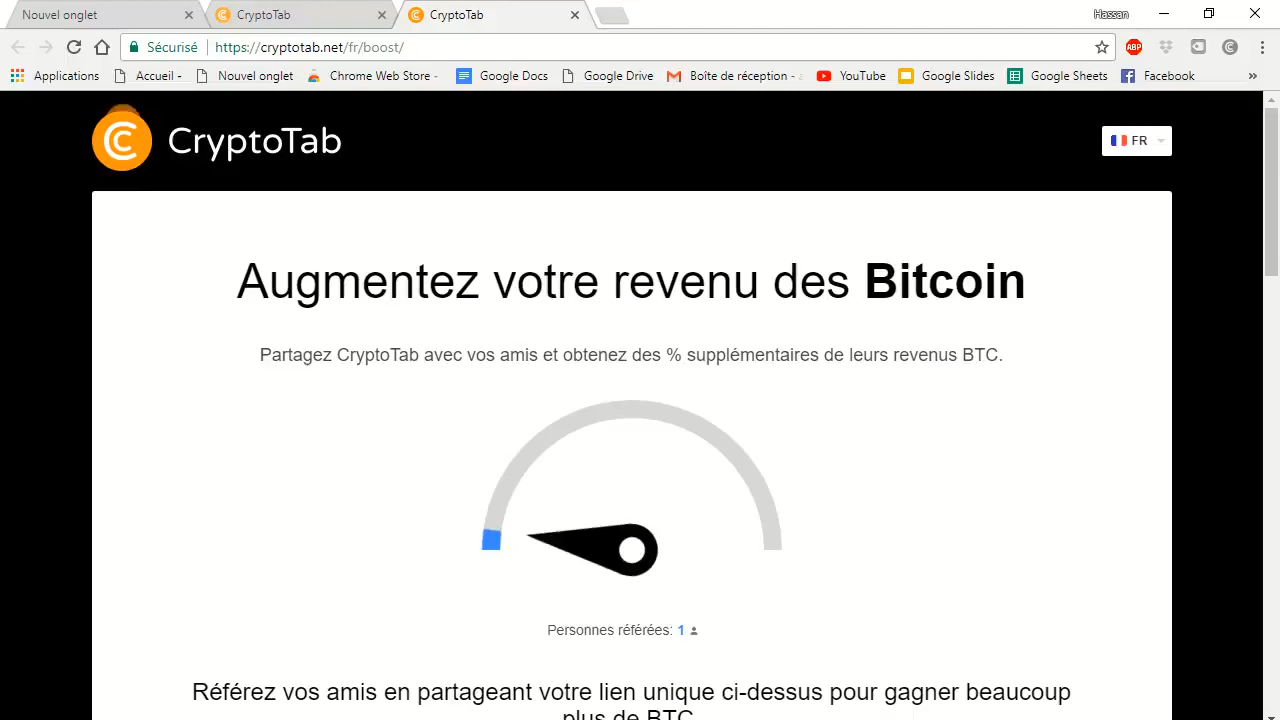 Nouvel onglet
CryptoTab
CryptoTab
Hassan
Sécurisé
https://cryptotab.net/fr/boost/
ABP
Applications
Accueil -
Nouvel onglet
Chrome Web Store -
Google Docs
Google Drive
Boîte de réception -
YouTube
Google Slides
Google Sheets
Facebook
»
CryptoTab
FR
Augmentez votre revenu des Bitcoin
Partagez CryptoTab avec vos amis et obtenez des % supplémentaires de leurs revenus BTC.
Personnes référées: 1
Référez vos amis en partageant votre lien unique ci-dessus pour gagner beaucoup
plus de BTC